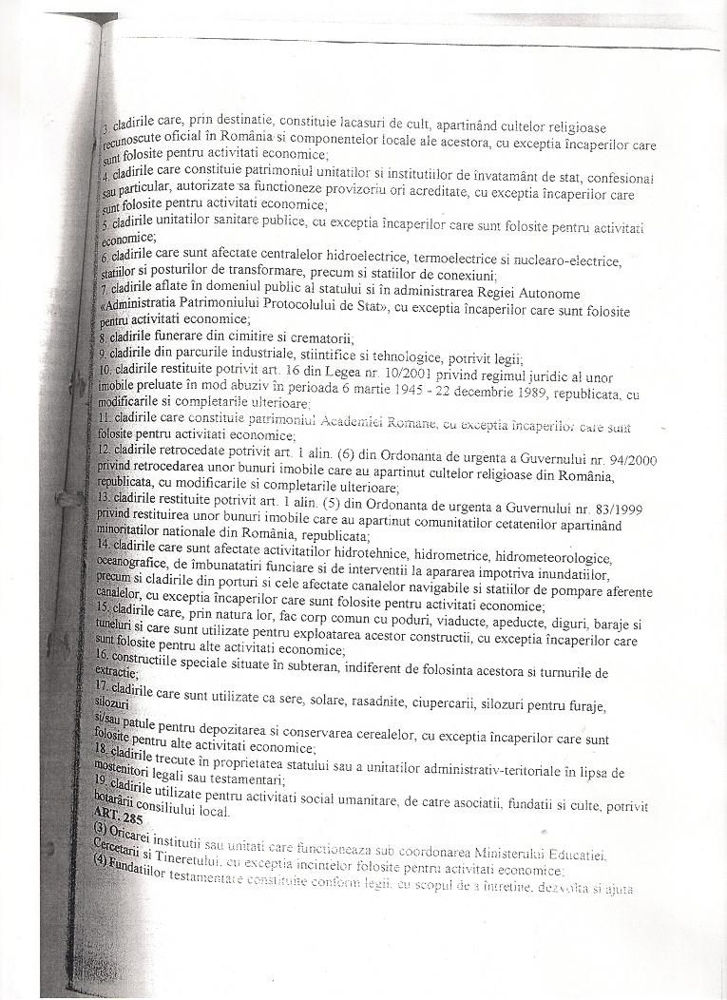 3. cladirile care, prin destinatie, constituie lacasuri de cult, apartinând cultelor religioase
recunoscute oficial în România si componentelor locale ale acestora, cu exceptia încaperilor care
sunt folosite pentru activitati economice;
4. cladirile care constituie patrimoniul unitatilor si institutiilor de învatamânt de stat, confesional
sau particular, autorizate sa functioneze provizoriu ori acreditate, cu exceptia încaperilor care
sunt folosite pentru activitati economice;
5. cladirile unitatilor sanitare publice, cu exceptia încaperilor care sunt folosite pentru activitati
economice;
6. cladirile care sunt afectate centralelor hidroelectrice, termoelectrice si nuclearo-electrice,
statiilor si posturilor de transformare, precum si statiilor de conexiuni;
7. cladirile aflate în domeniul public al statului si în administrarea Regiei Autonome
«Administratia Patrimoniului Protocolului de Stat», cu exceptia încaperilor care sunt folosite
pentru activitati economice;
8. cladirile funerare din cimitire si crematorii;
9. cladirile din parcurile industriale, stiintifice si tehnologice, potrivit legii;
10. cladirile restituite potrivit art. 16 din Legea nr. 10/2001 privind regimul juridic al unor
imobile preluate în mod abuziv în perioada 6 martie 1945 - 22 decembrie 1989, republicata, cu
modificarile si completarile ulterioare;
11. cladirile care constituie patrimoniul Academiei Romane, cu exceptia încaperilor care sunt
folosite pentru activitati economice;
12. cladirile retrocedate potrivit art. 1 alin. (6) din Ordonanta de urgenta a Guvernului nr. 94/2000
privind retrocedarea unor bunuri imobile care au apartinut cultelor religioase din România,
republicata, cu modificarile si completarile ulterioare;
13. cladirile restituite potrivit art. 1 alin. (5) din Ordonanta de urgenta a Guvernului nr. 83/1999
privind restituirea unor bunuri imobile care au apartinut comunitatilor cetatenilor apartinând
minoritatilor nationale din România, republicata;
14. cladirile care sunt afectate activitatilor hidrotehnice, hidrometrice, hidrometeorologice,
oceanografice, de îmbunatatiri funciare si de interventii la apararea impotriva inundatiilor,
precum si cladirile din porturi si cele afectate canalelor navigabile si statiilor de pompare aferente
canalelor, cu exceptia încaperilor care sunt folosite pentru activitati economice;
15. cladirile care, prin natura lor, fac corp comun cu poduri, viaducte, apeducte, diguri, baraje si
tuneluri si care sunt utilizate pentru exploatarea acestor constructii, cu exceptia încaperilor care
sunt folosite pentru alte activitati economice;
16. constructiile speciale situate în subteran, indiferent de folosinta acestora si turnurile de
extractie;
17. cladirile care sunt utilizate ca sere, solare, rasadnite, ciupercarii, silozuri pentru furaje,
silozuri
si/sau patule pentru depozitarea si conservarea cerealelor, cu exceptia încaperilor care sunt
folosite pentru alte activitati economice;
18. cladirile trecute în proprietatea statului sau a unitatilor administrativ-teritoriale în lipsa de
mostenitori legali sau testamentari;
19. cladirile utilizate pentru activitati social umanitare, de catre asociatii, fundatii si culte, potrivit
hotarârii consiliului local.
ART. 285
(3) Oricarei institutii sau unitati care functioneaza sub coordonarea Ministerului Educatiei,
Cercetarii si Tineretului, cu exceptia incintelor folosite pentru activitati economice;
(4) Fundatiilor testamentare constituite conform legii, cu scopul de a întretine, dezvolta si ajuta